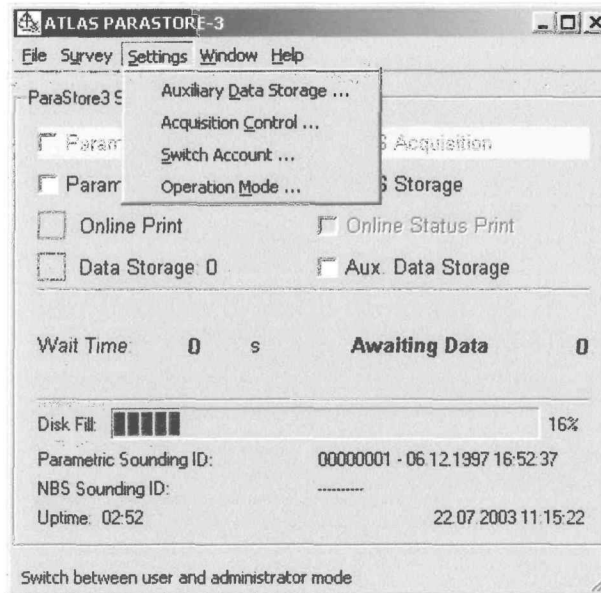 ATLAS PARASTORE-3
File Survey Settings Window Help
Auxiliary Data Storage ...
Acquisition Control ...
Switch Account ...
Operation Mode ...
ParaStore3 S
Param Acquisition
Param Storage
Online Print Online Status Print
Data Storage: 0 Aux. Data Storage
Wait Time: 0 s Awaiting Data 0
Disk Fill: 16%
Parametric Sounding ID: 00000001 - 06.12.1997 16:52:37
NBS Sounding ID: ---------
Uptime: 02:52 22.07.2003 11:15:22
Switch between user and administrator mode